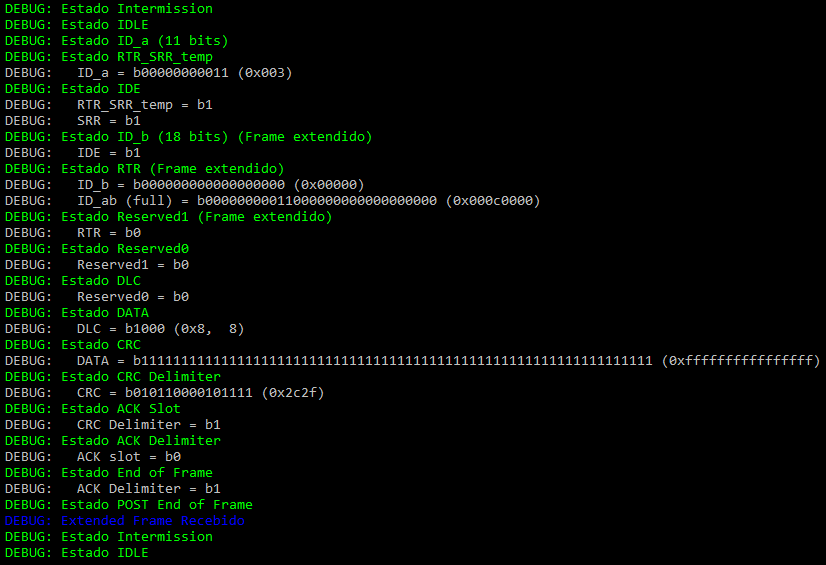 DEBUG: Estado Intermission
DEBUG: Estado IDLE
DEBUG: Estado ID_a (11 bits)
DEBUG: Estado RTR_SRR_temp
DEBUG:   ID_a = b00000000011 (0x003)
DEBUG: Estado IDE
DEBUG:   RTR_SRR_temp = b1
DEBUG:   SRR = b1
DEBUG: Estado ID_b (18 bits) (Frame extendido)
DEBUG:   IDE = b1
DEBUG: Estado RTR (Frame extendido)
DEBUG:   ID_b = b000000000000000000 (0x00000)
DEBUG:   ID_ab (full) = b00000000011000000000000000000 (0x000c0000)
DEBUG: Estado Reserved1 (Frame extendido)
DEBUG:   RTR = b0
DEBUG: Estado Reserved0
DEBUG:   Reserved1 = b0
DEBUG: Estado DLC
DEBUG:   Reserved0 = b0
DEBUG: Estado DATA
DEBUG:   DLC = b1000 (0x8,  8)
DEBUG: Estado CRC
DEBUG:   DATA = b1111111111111111111111111111111111111111111111111111111111111111 (0xffffffffffffffff)
DEBUG: Estado CRC Delimiter
DEBUG:   CRC = b010110000101111 (0x2c2f)
DEBUG: Estado ACK Slot
DEBUG:   CRC Delimiter = b1
DEBUG: Estado ACK Delimiter
DEBUG:   ACK slot = b0
DEBUG: Estado End of Frame
DEBUG:   ACK Delimiter = b1
DEBUG: Estado POST End of Frame
DEBUG: Extended Frame Recebido
DEBUG: Estado Intermission
DEBUG: Estado IDLE